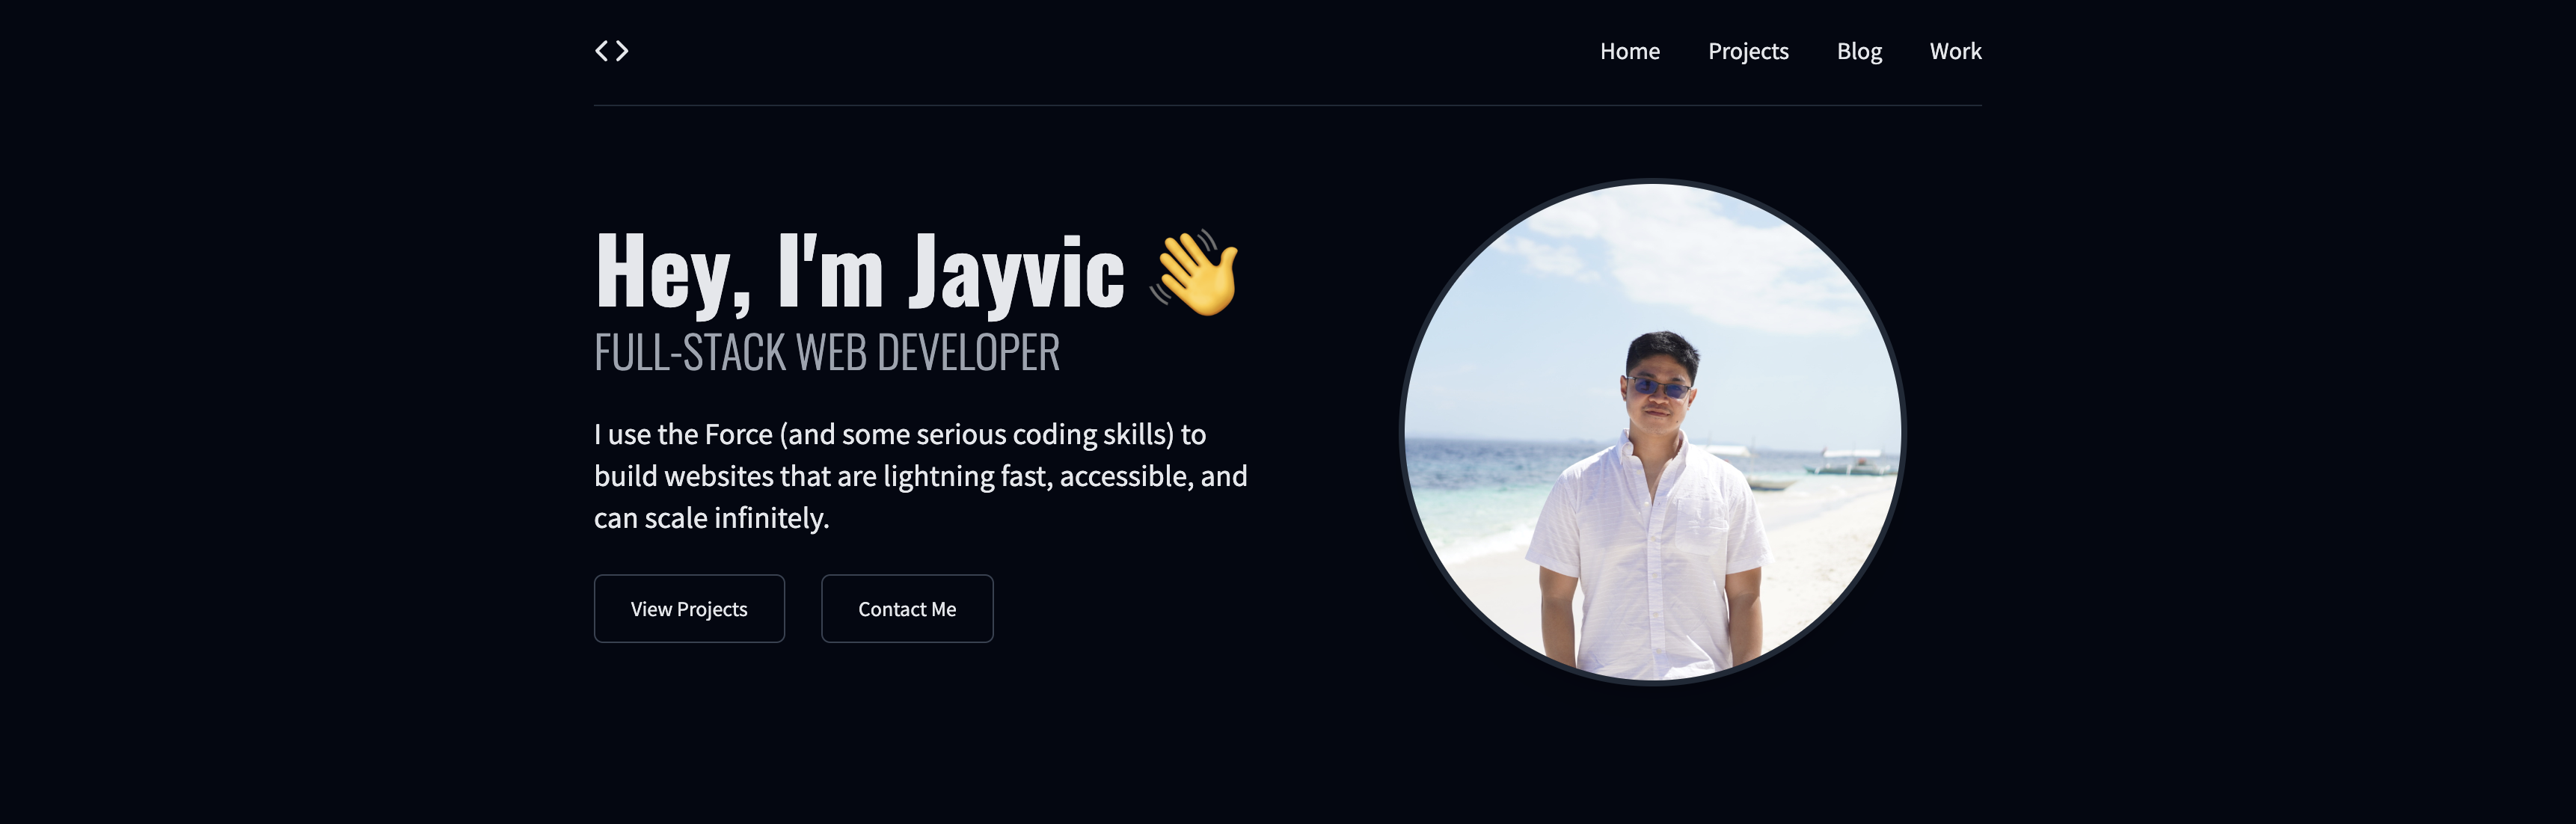 Home Projects Blog Work
Hey, I'm Jayvic 👋
FULL-STACK WEB DEVELOPER
I use the Force (and some serious coding skills) to
build websites that are lightning fast, accessible, and
can scale infinitely.
View Projects Contact Me